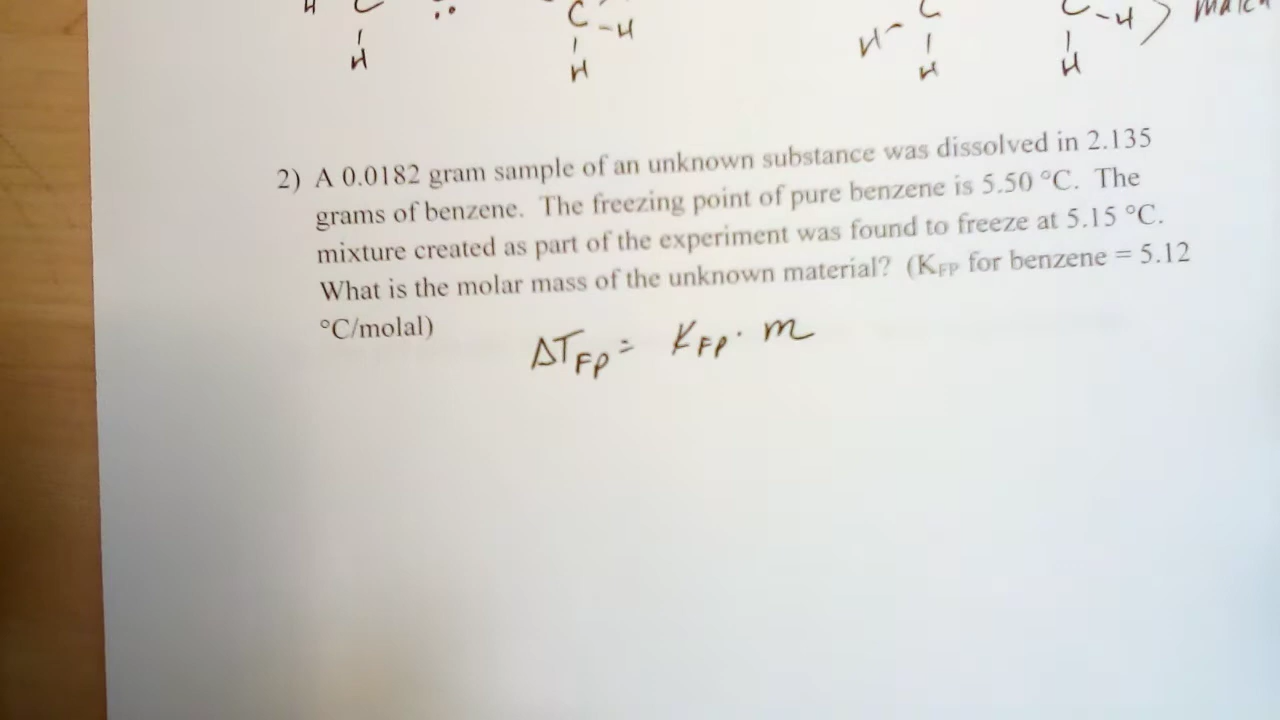 H C C -H H- C C -H
H H H H
2) A 0.0182 gram sample of an unknown substance was dissolved in 2.135
grams of benzene. The freezing point of pure benzene is 5.50 °C. The
mixture created as part of the experiment was found to freeze at 5.15 °C.
What is the molar mass of the unknown material? (KFP for benzene = 5.12
°C/molal)
ΔTFP = KFP · m